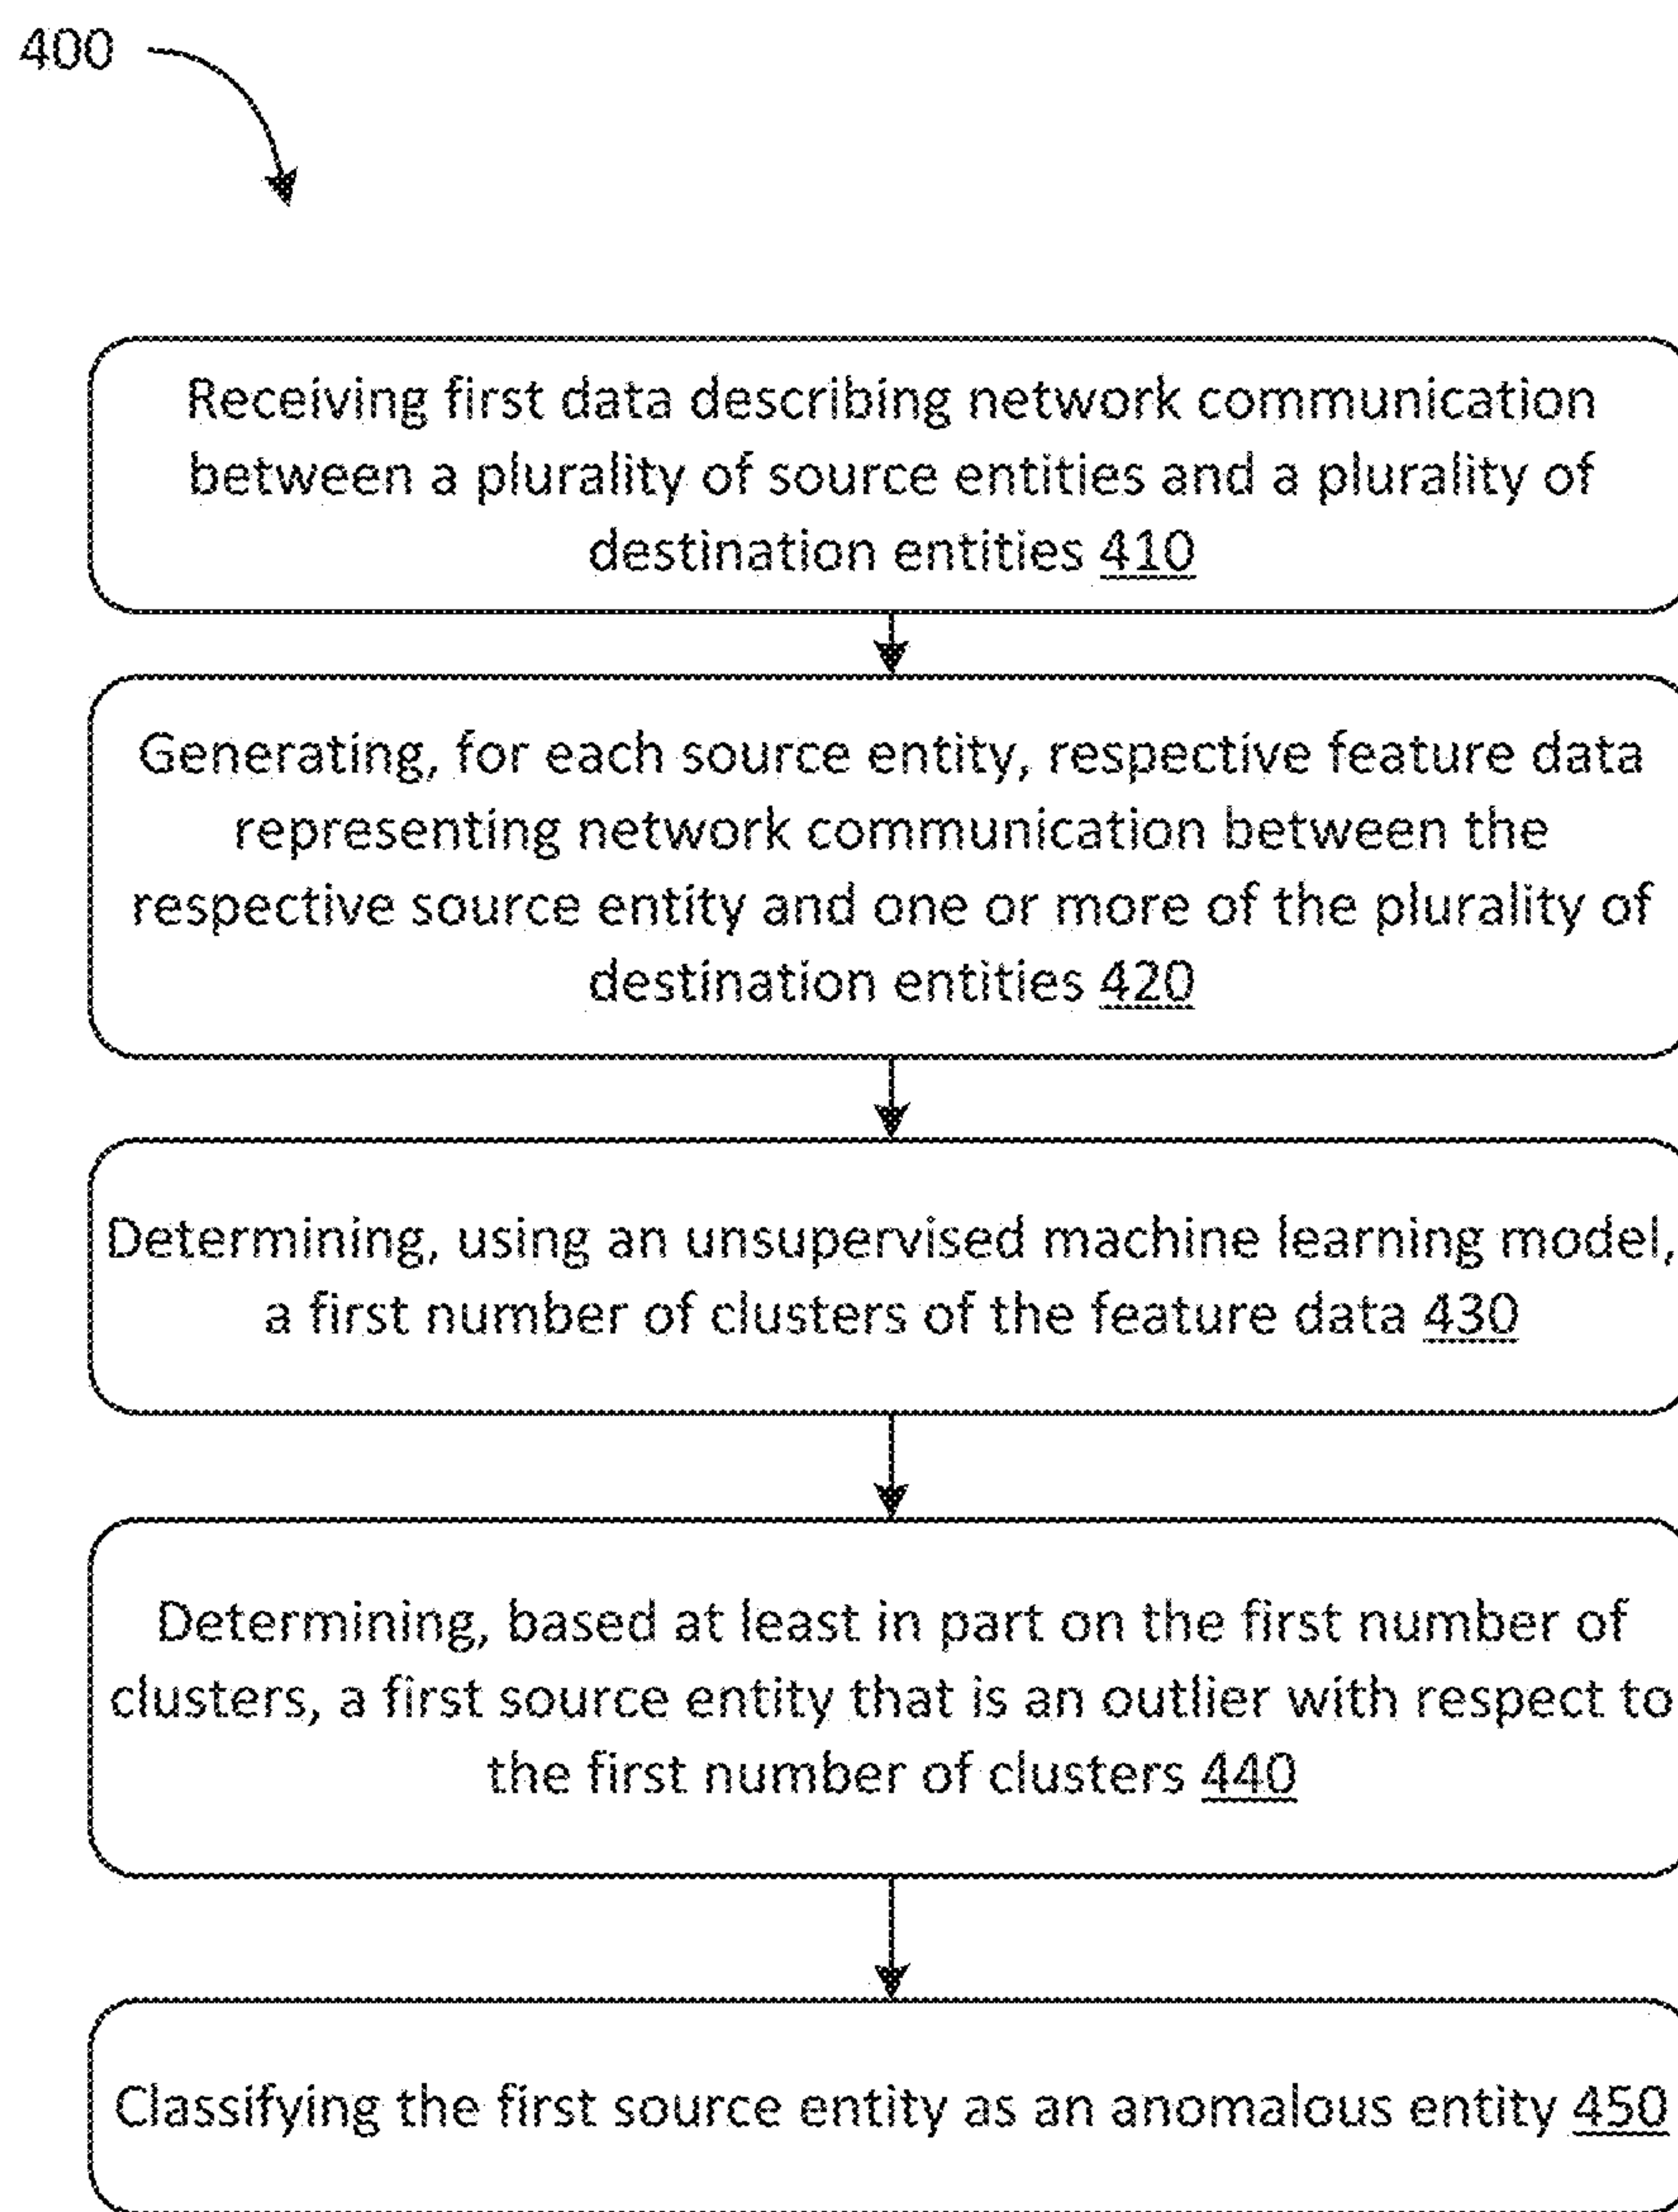 400
Receiving first data describing network communication
between a plurality of source entities and a plurality of
destination entities 410
Generating, for each source entity, respective feature data
representing network communication between the
respective source entity and one or more of the plurality of
destination entities 420
Determining, using an unsupervised machine learning model,
a first number of clusters of the feature data 430
Determining, based at least in part on the first number of
clusters, a first source entity that is an outlier with respect to
the first number of clusters 440
Classifying the first source entity as an anomalous entity 450